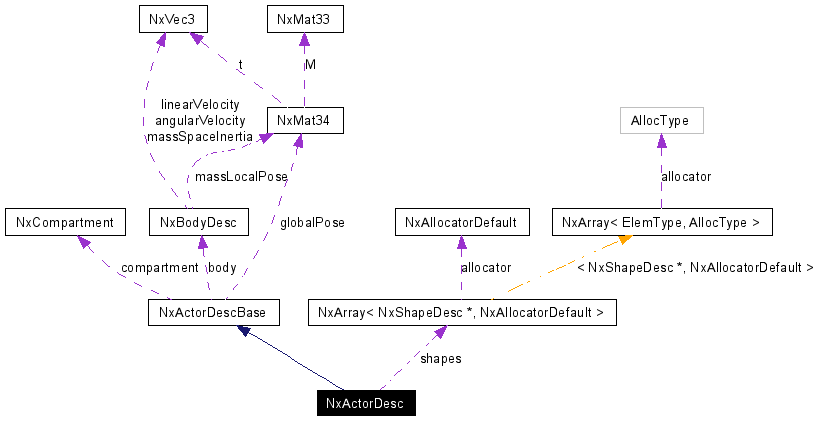 NxVec3
NxMat33
t
M
linearVelocity
angularVelocity
massSpaceInertia
NxMat34
AllocType
massLocalPose
allocator
NxCompartment
NxBodyDesc
globalPose
NxAllocatorDefault
NxArray< ElemType, AllocType >
compartment
body
allocator
< NxShapeDesc *, NxAllocatorDefault >
NxActorDescBase
NxArray< NxShapeDesc *, NxAllocatorDefault >
shapes
NxActorDesc